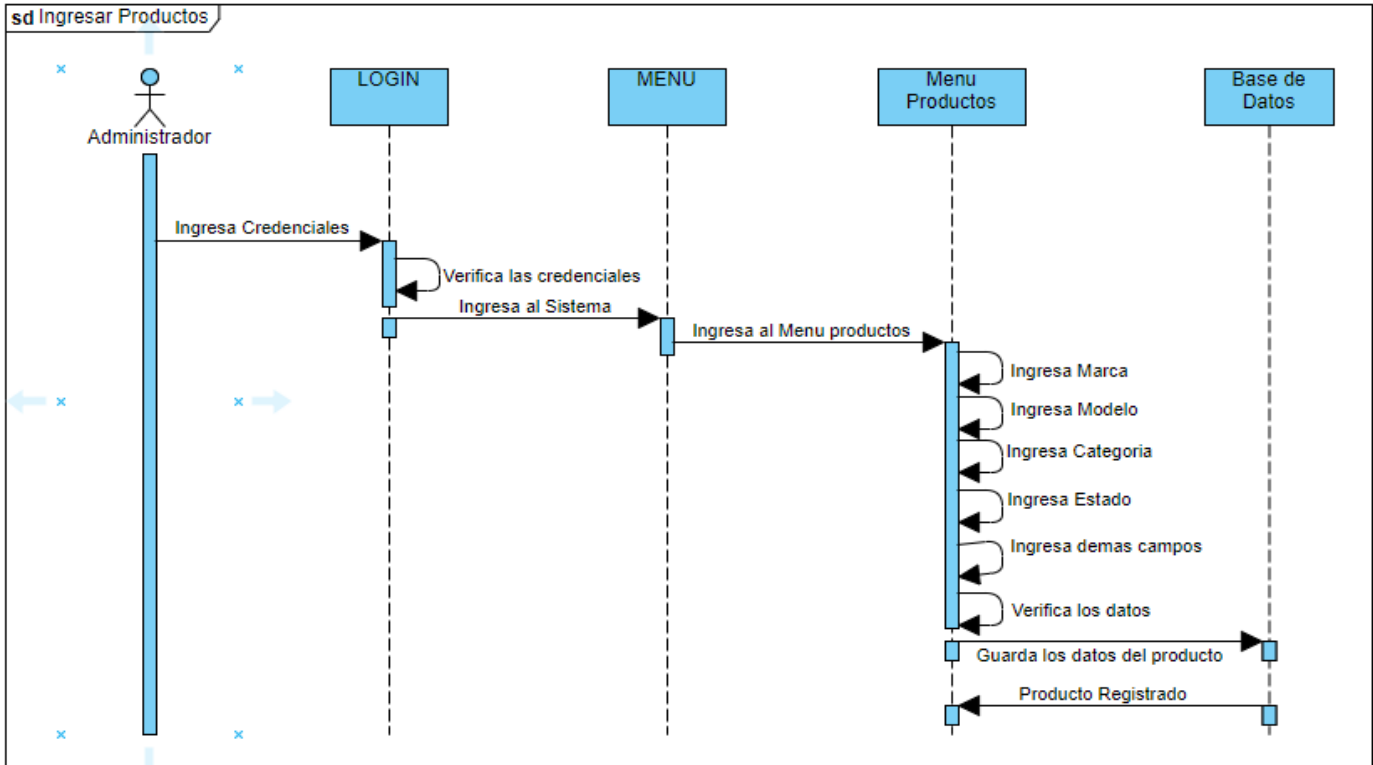 sd Ingresar Productos
Administrador
LOGIN
MENU
Menu
Productos
Base de
Datos
Ingresa Credenciales
Verifica las credenciales
Ingresa al Sistema
Ingresa al Menu productos
Ingresa Marca
Ingresa Modelo
Ingresa Categoria
Ingresa Estado
Ingresa demas campos
Verifica los datos
Guarda los datos del producto
Producto Registrado